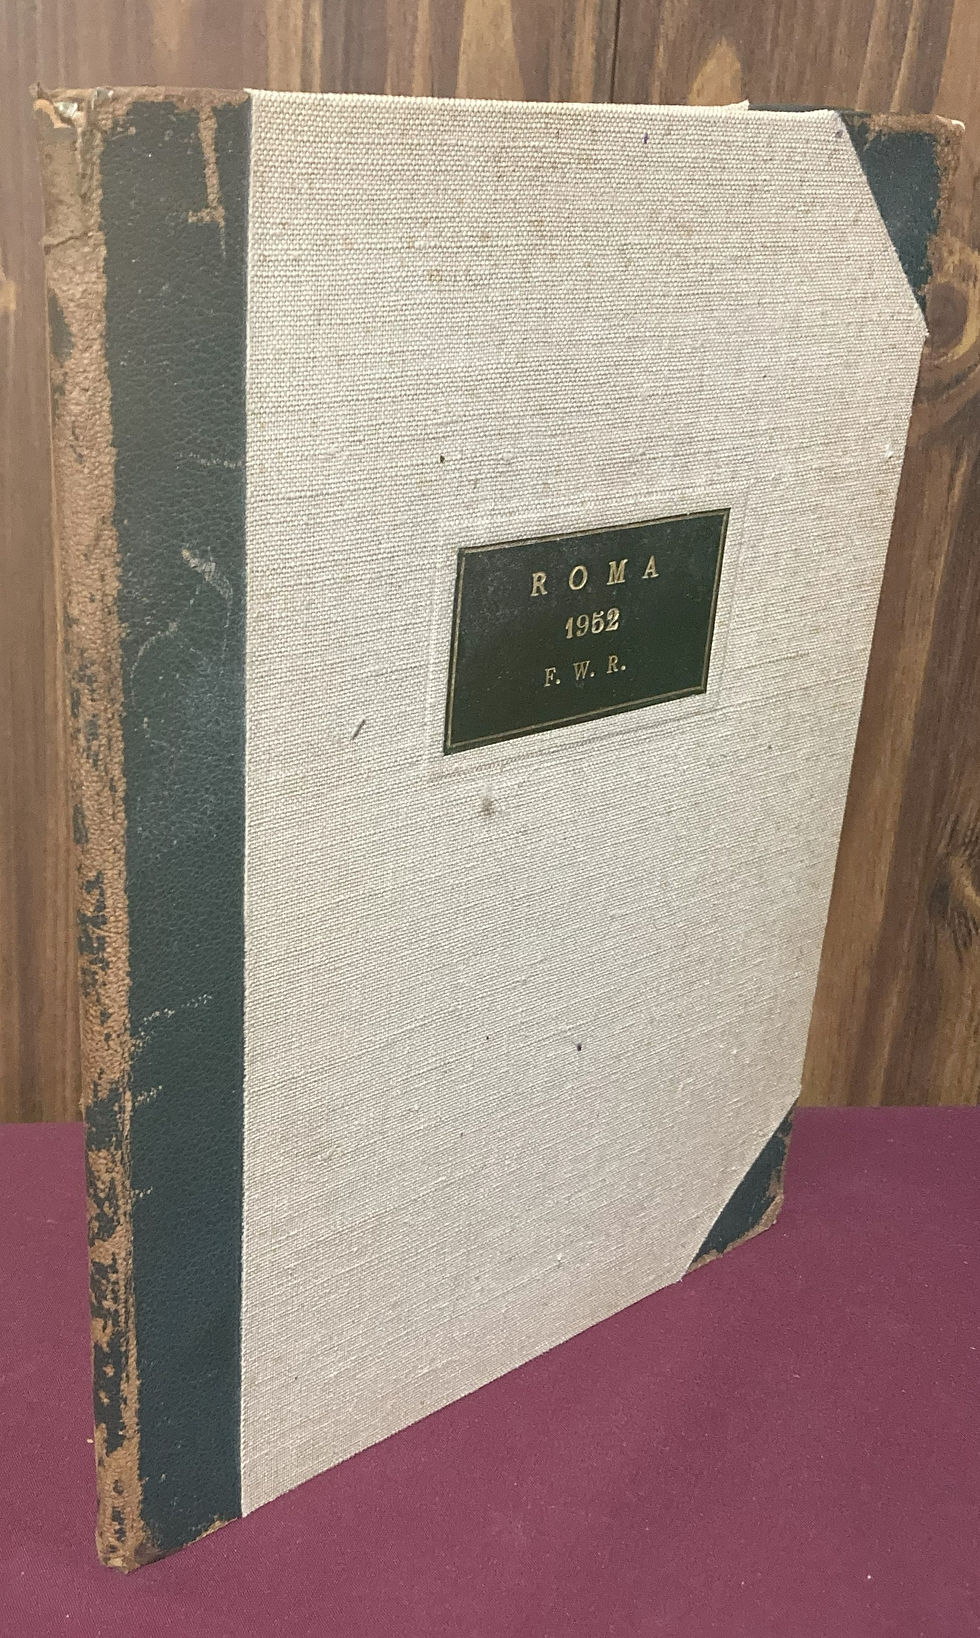 ROMA
1952
F. W. R.